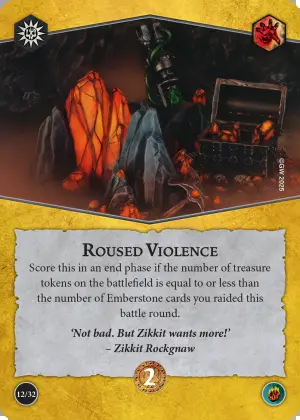 ©GW 2025
ROUSED VIOLENCE
Score this in an end phase if the number of treasure
tokens on the battlefield is equal to or less than
the number of Emberstone cards you raided this
battle round.
‘Not bad. But Zikkit wants more!’
– Zikkit Rockgnaw
12/32
2